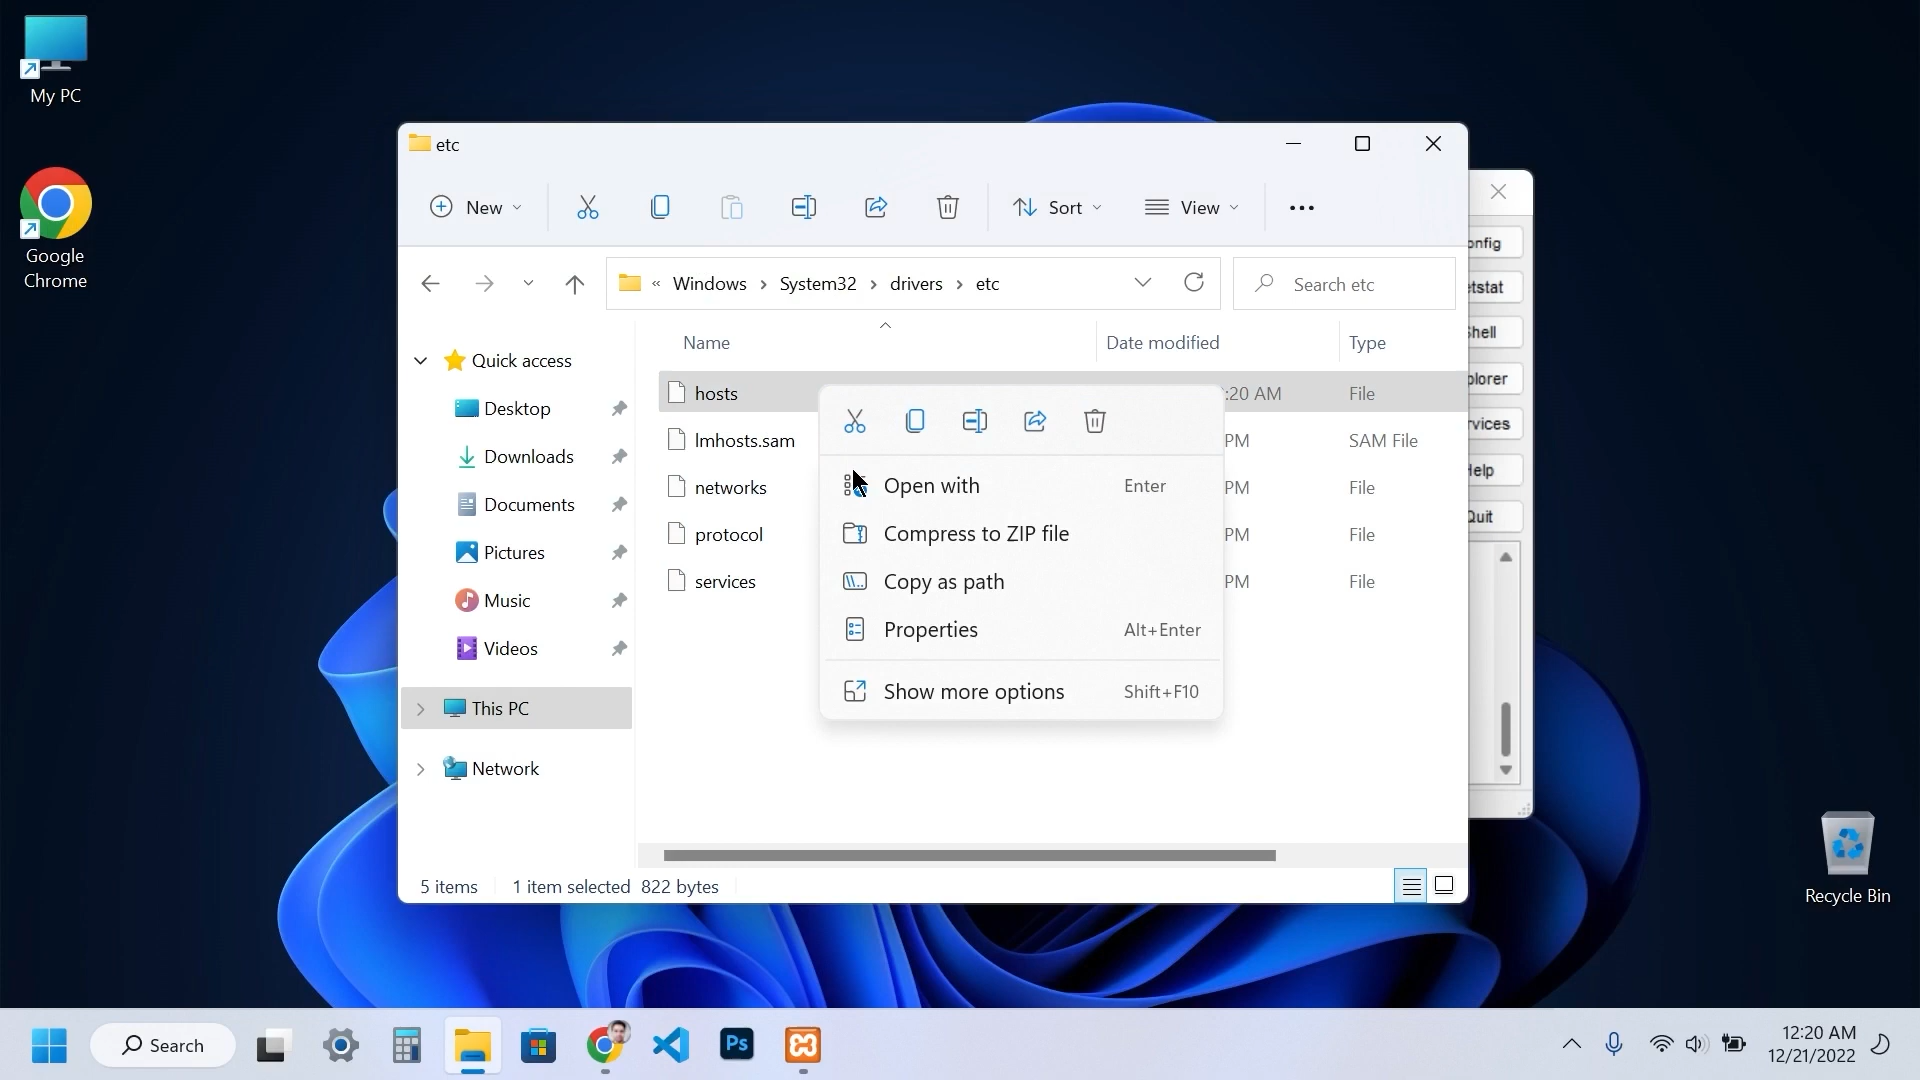 My PC
Google
Chrome
etc
New
Sort
View
« Windows > System32 > drivers > etc
Search etc
Name
Date modified
Type
Quick access
Desktop
Downloads
Documents
Pictures
Music
Videos
This PC
Network
hosts
:20 AM
File
lmhosts.sam
PM
SAM File
networks
PM
File
protocol
PM
File
services
PM
File
Open with
Enter
Compress to ZIP file
Copy as path
Properties
Alt+Enter
Show more options
Shift+F10
5 items
1 item selected 822 bytes
onfig
etstat
Shell
plorer
rvices
Help
Quit
Recycle Bin
Search
Ps
12:20 AM
12/21/2022